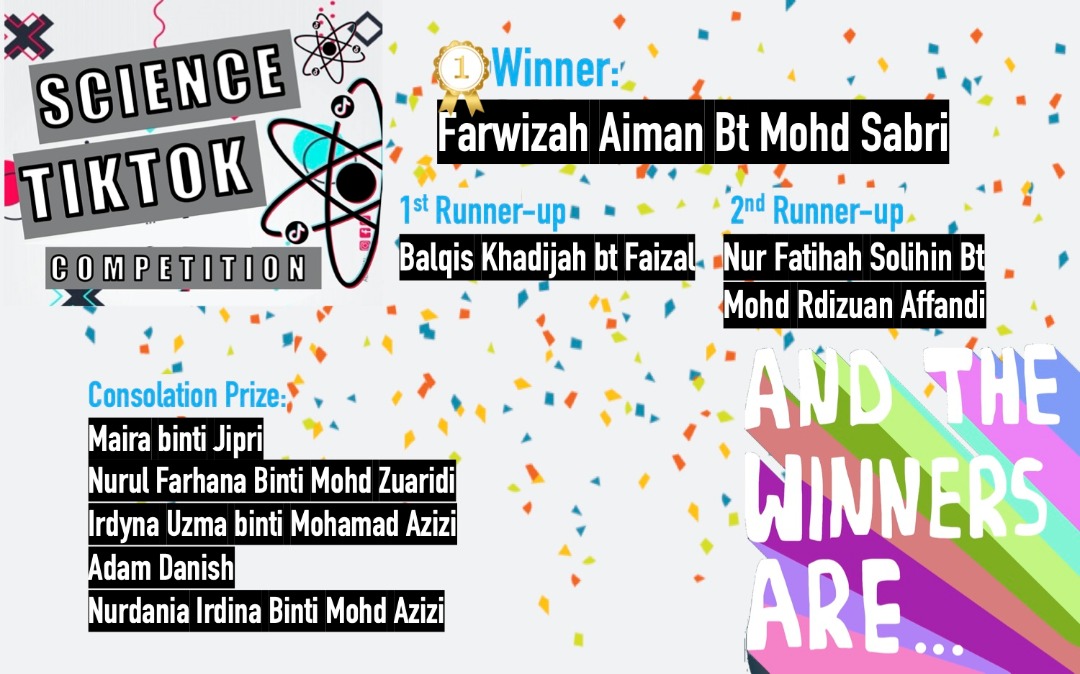 SCIENCE
TIKTOK
COMPETITION
1
Winner:
Farwizah Aiman Bt Mohd Sabri
1st Runner-up
Balqis Khadijah bt Faizal
2nd Runner-up
Nur Fatihah Solihin Bt
Mohd Rdizuan Affandi
Consolation Prize:
Maira binti Jipri
Nurul Farhana Binti Mohd Zuaridi
Irdyna Uzma binti Mohamad Azizi
Adam Danish
Nurdania Irdina Binti Mohd Azizi
AND THE
WINNERS
ARE...